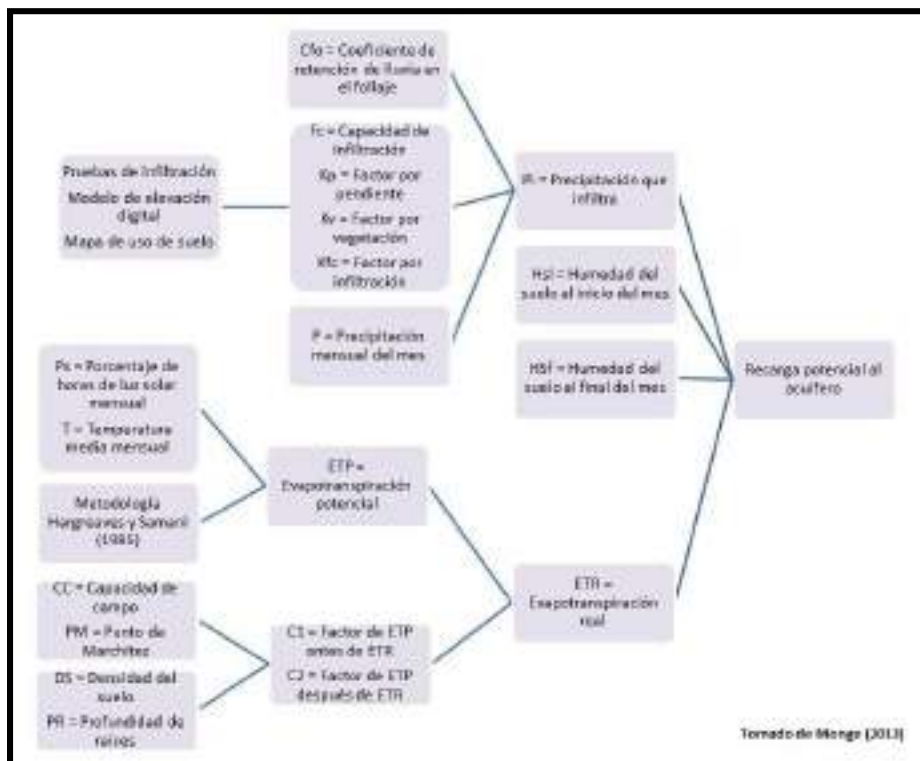 Cfo = Coeficiente de
retención de lluvia en
el follaje
Fc = Capacidad de
infiltración
Kp = Factor por
pendiente
Kv = Factor por
vegetación
Kfc = Factor por
infiltración
P = Precipitación
mensual del mes
Pruebas de Infiltración
Modelo de elevación
digital
Mapa de uso de suelo
= Precipitación que
infiltra
HSi = Humedad del
suelo al inicio del mes
HSf = Humedad del
suelo al final del mes
Recarga potencial al
acuífero
Ps = Porcentaje de
horas de luz solar
mensual
T = Temperatura
media mensual
Metodología
Hargreaves y Samani
(1985)
ETP =
Evapotranspiración
potencial
CC = Capacidad de
campo
PM = Punto de
Marchitez
DS = Densidad del
suelo
PR = Profundidad de
raíces
C1 = Factor de ETP
antes de ETR
C2 = Factor de ETP
después de ETR
ETR =
Evapotranspiración
real
Tomado de Monge (2013)